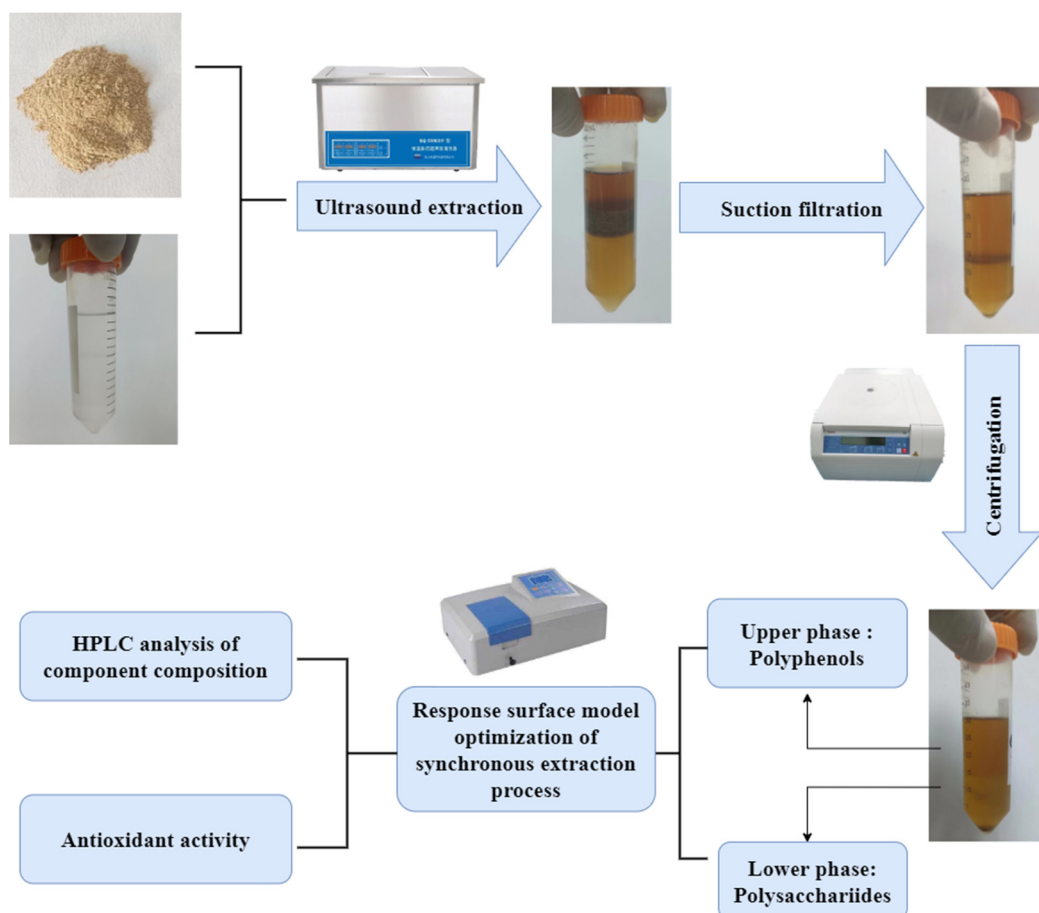 Ultrasound extraction
Suction filtration
Centrifugation
HPLC analysis of
component composition
Upper phase :
Polyphenols
Response surface model
optimization of
synchronous extraction
process
Antioxidant activity
Lower phase:
Polysacchariides